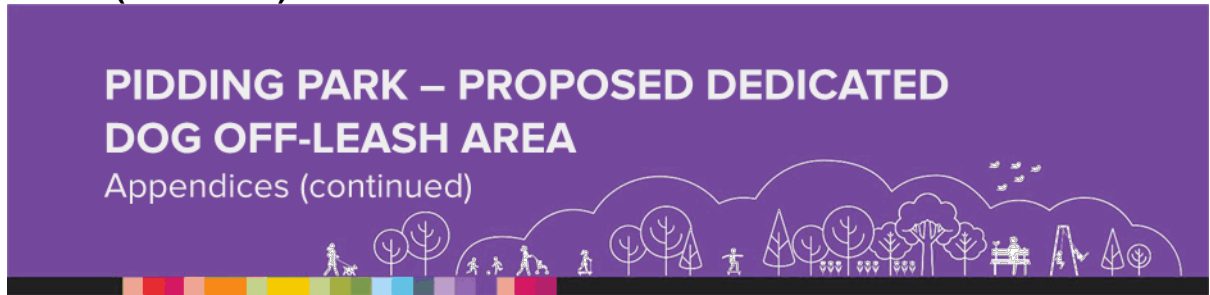 PIDDING PARK – PROPOSED DEDICATED
DOG OFF-LEASH AREA
Appendices (continued)